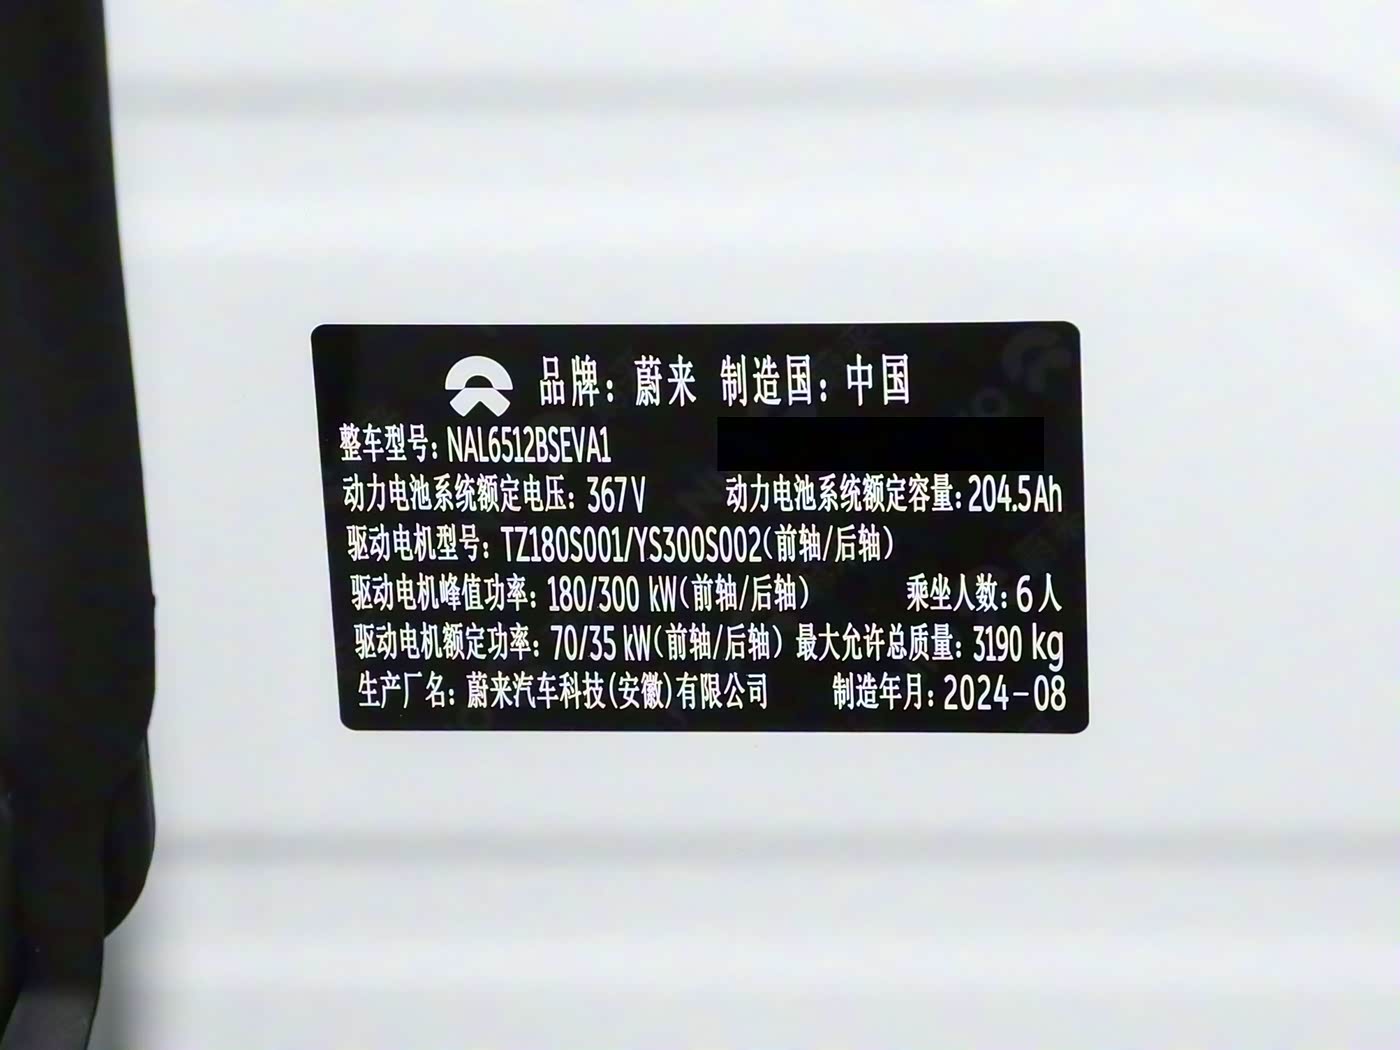 品牌：蔚来 制造国：中国
整车型号：NAL6512BSEVA1
动力电池系统额定电压：367V 动力电池系统额定容量：204.5Ah
驱动电机型号：TZ180S001/YS300S002(前轴/后轴)
驱动电机峰值功率：180/300 kW(前轴/后轴) 乘坐人数：6人
驱动电机额定功率：70/35 kW(前轴/后轴) 最大允许总质量：3190 kg
生产厂名：蔚来汽车科技(安徽)有限公司 制造年月：2024-08